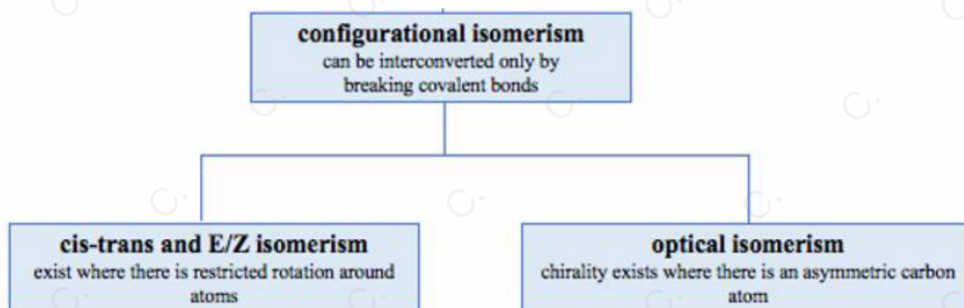 configurational isomerism
can be interconverted only by
breaking covalent bonds
cis-trans and E/Z isomerism
exist where there is restricted rotation around
atoms
optical isomerism
chirality exists where there is an asymmetric carbon
atom